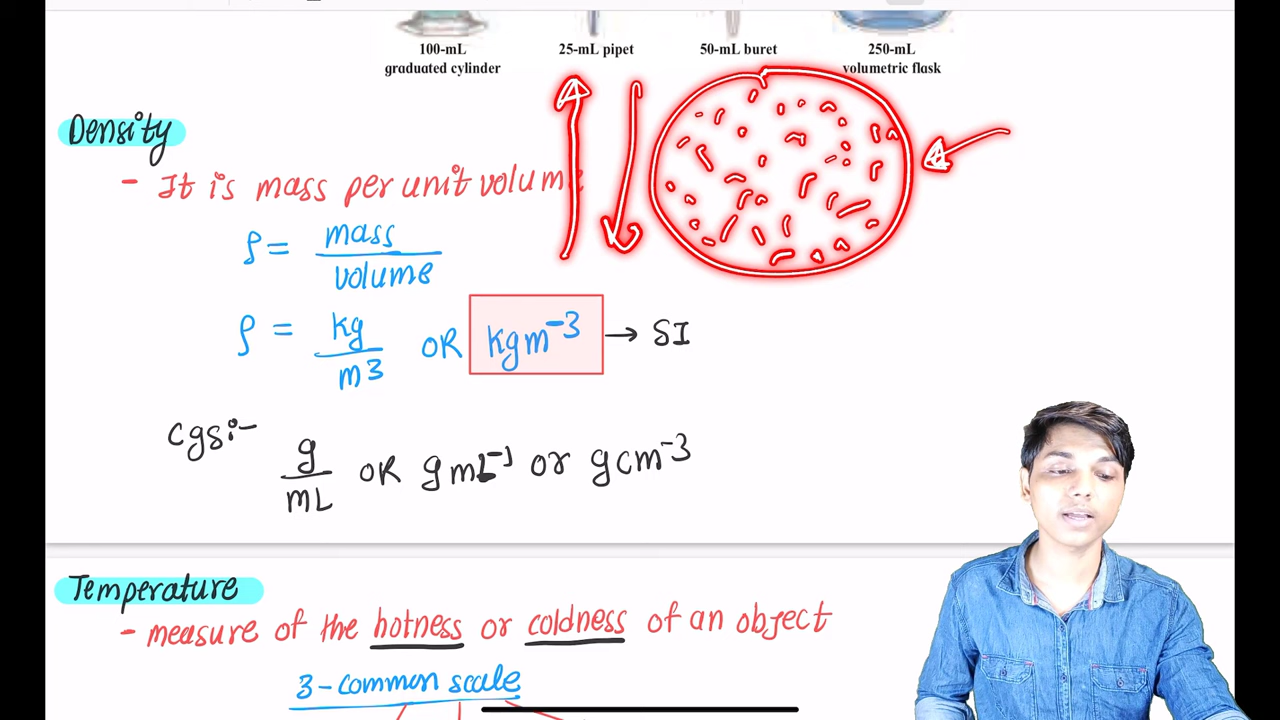 100-mL
graduated cylinder
25-mL pipet
50-mL buret
250-mL
volumetric flask
Density
- It is mass per unit volume
ρ = mass / volume
ρ = kg / m³ OR kgm⁻³ → SI
Cgs:-
g / mL OR gmL⁻¹ or gcm⁻³
Temperature
- measure of the hotness or coldness of an object
3-common scale